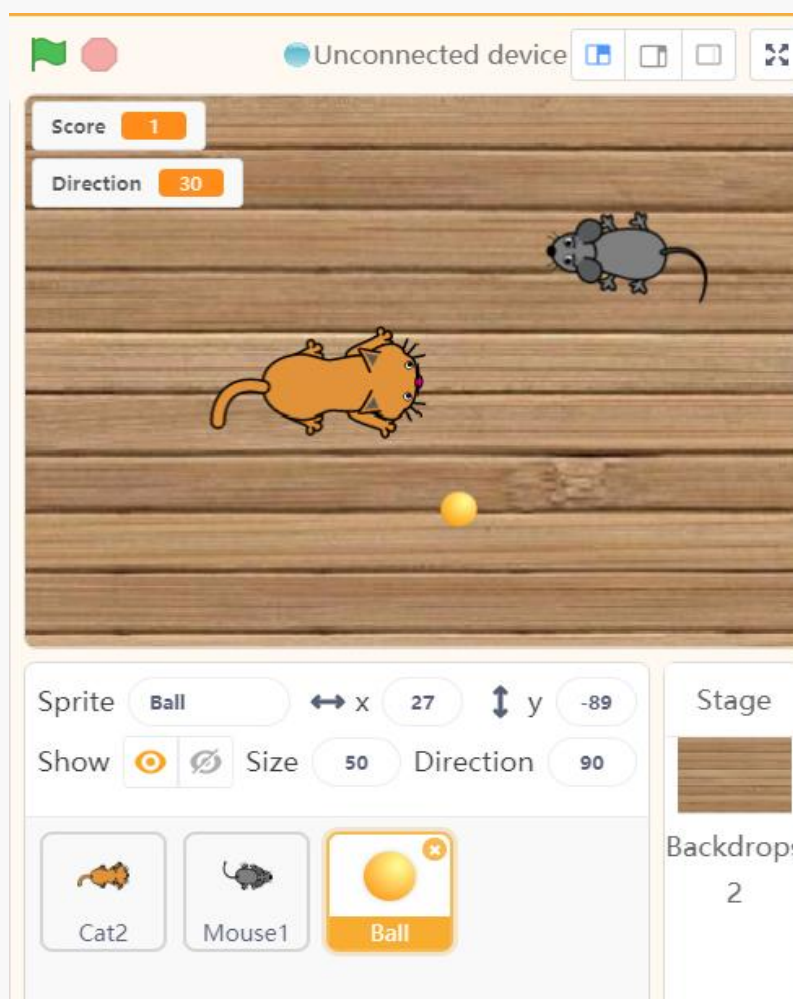 Unconnected device
Score 1
Direction 30
Sprite Ball x 27 y -89
Show Size 50 Direction 90
Stage
Backdrops
2
Cat2 Mouse1 Ball